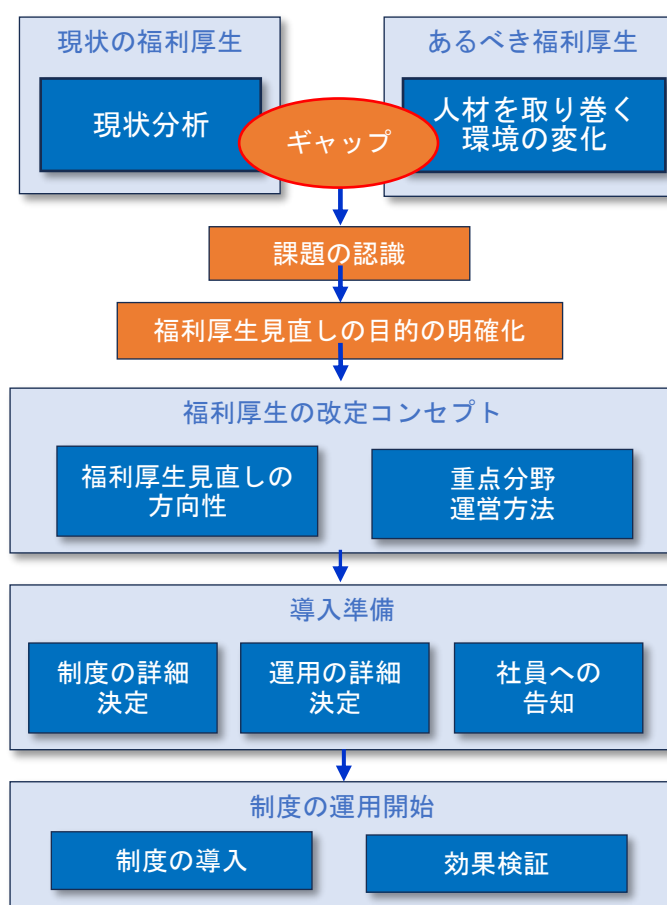 現状の福利厚生
あるべき福利厚生
現状分析
ギャップ
人材を取り巻く
環境の変化
課題の認識
福利厚生見直しの目的の明確化
福利厚生の改定コンセプト
福利厚生見直しの
方向性
重点分野
運営方法
導入準備
制度の詳細
決定
運用の詳細
決定
社員への
告知
制度の運用開始
制度の導入
効果検証